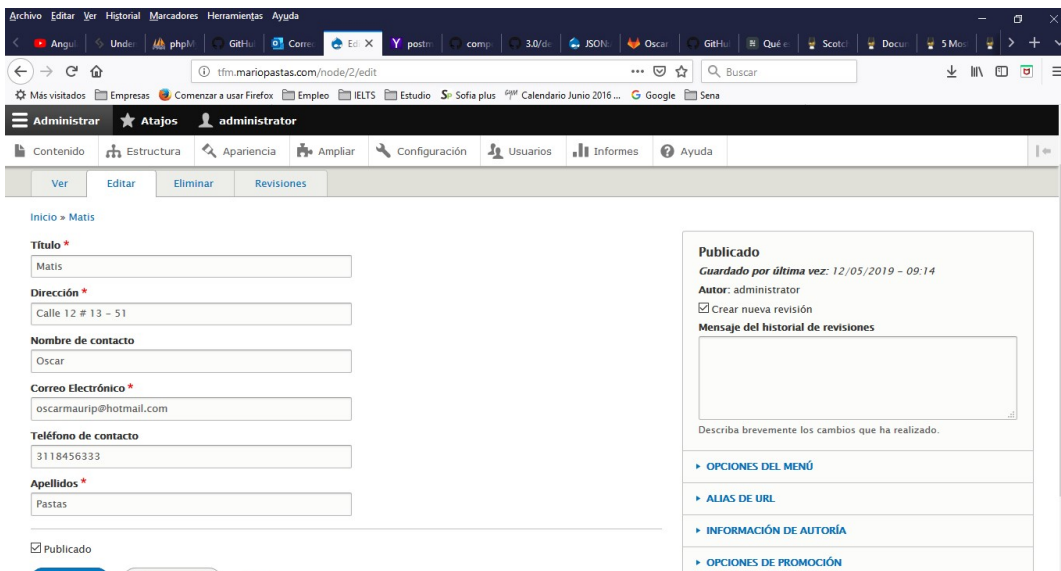 Archivo Editar Ver Historial Marcadores Herramientas Ayuda
Angul Under phpM GitHu Corre Edi postm comp 3.0/de JSON: Oscar GitHu Qué e Scotch Docum 5 Mos
tfm.mariopastas.com/node/2/edit Buscar
Más visitados Empresas Comenzar a usar Firefox Empleo IELTS Estudio Sofia plus Calendario Junio 2016 ... Google Sena
Administrar Atajos administrator
Contenido Estructura Apariencia Ampliar Configuración Usuarios Informes Ayuda
Ver Editar Eliminar Revisiones
Inicio » Matis
Título *
Matis
Dirección *
Calle 12 # 13 - 51
Nombre de contacto
Oscar
Correo Electrónico *
oscarmaurip@hotmail.com
Teléfono de contacto
3118456333
Apellidos *
Pastas
Publicado
Publicado
Guardado por última vez: 12/05/2019 - 09:14
Autor: administrator
Crear nueva revisión
Mensaje del historial de revisiones
Describa brevemente los cambios que ha realizado.
OPCIONES DEL MENÚ
ALIAS DE URL
INFORMACIÓN DE AUTORÍA
OPCIONES DE PROMOCIÓN